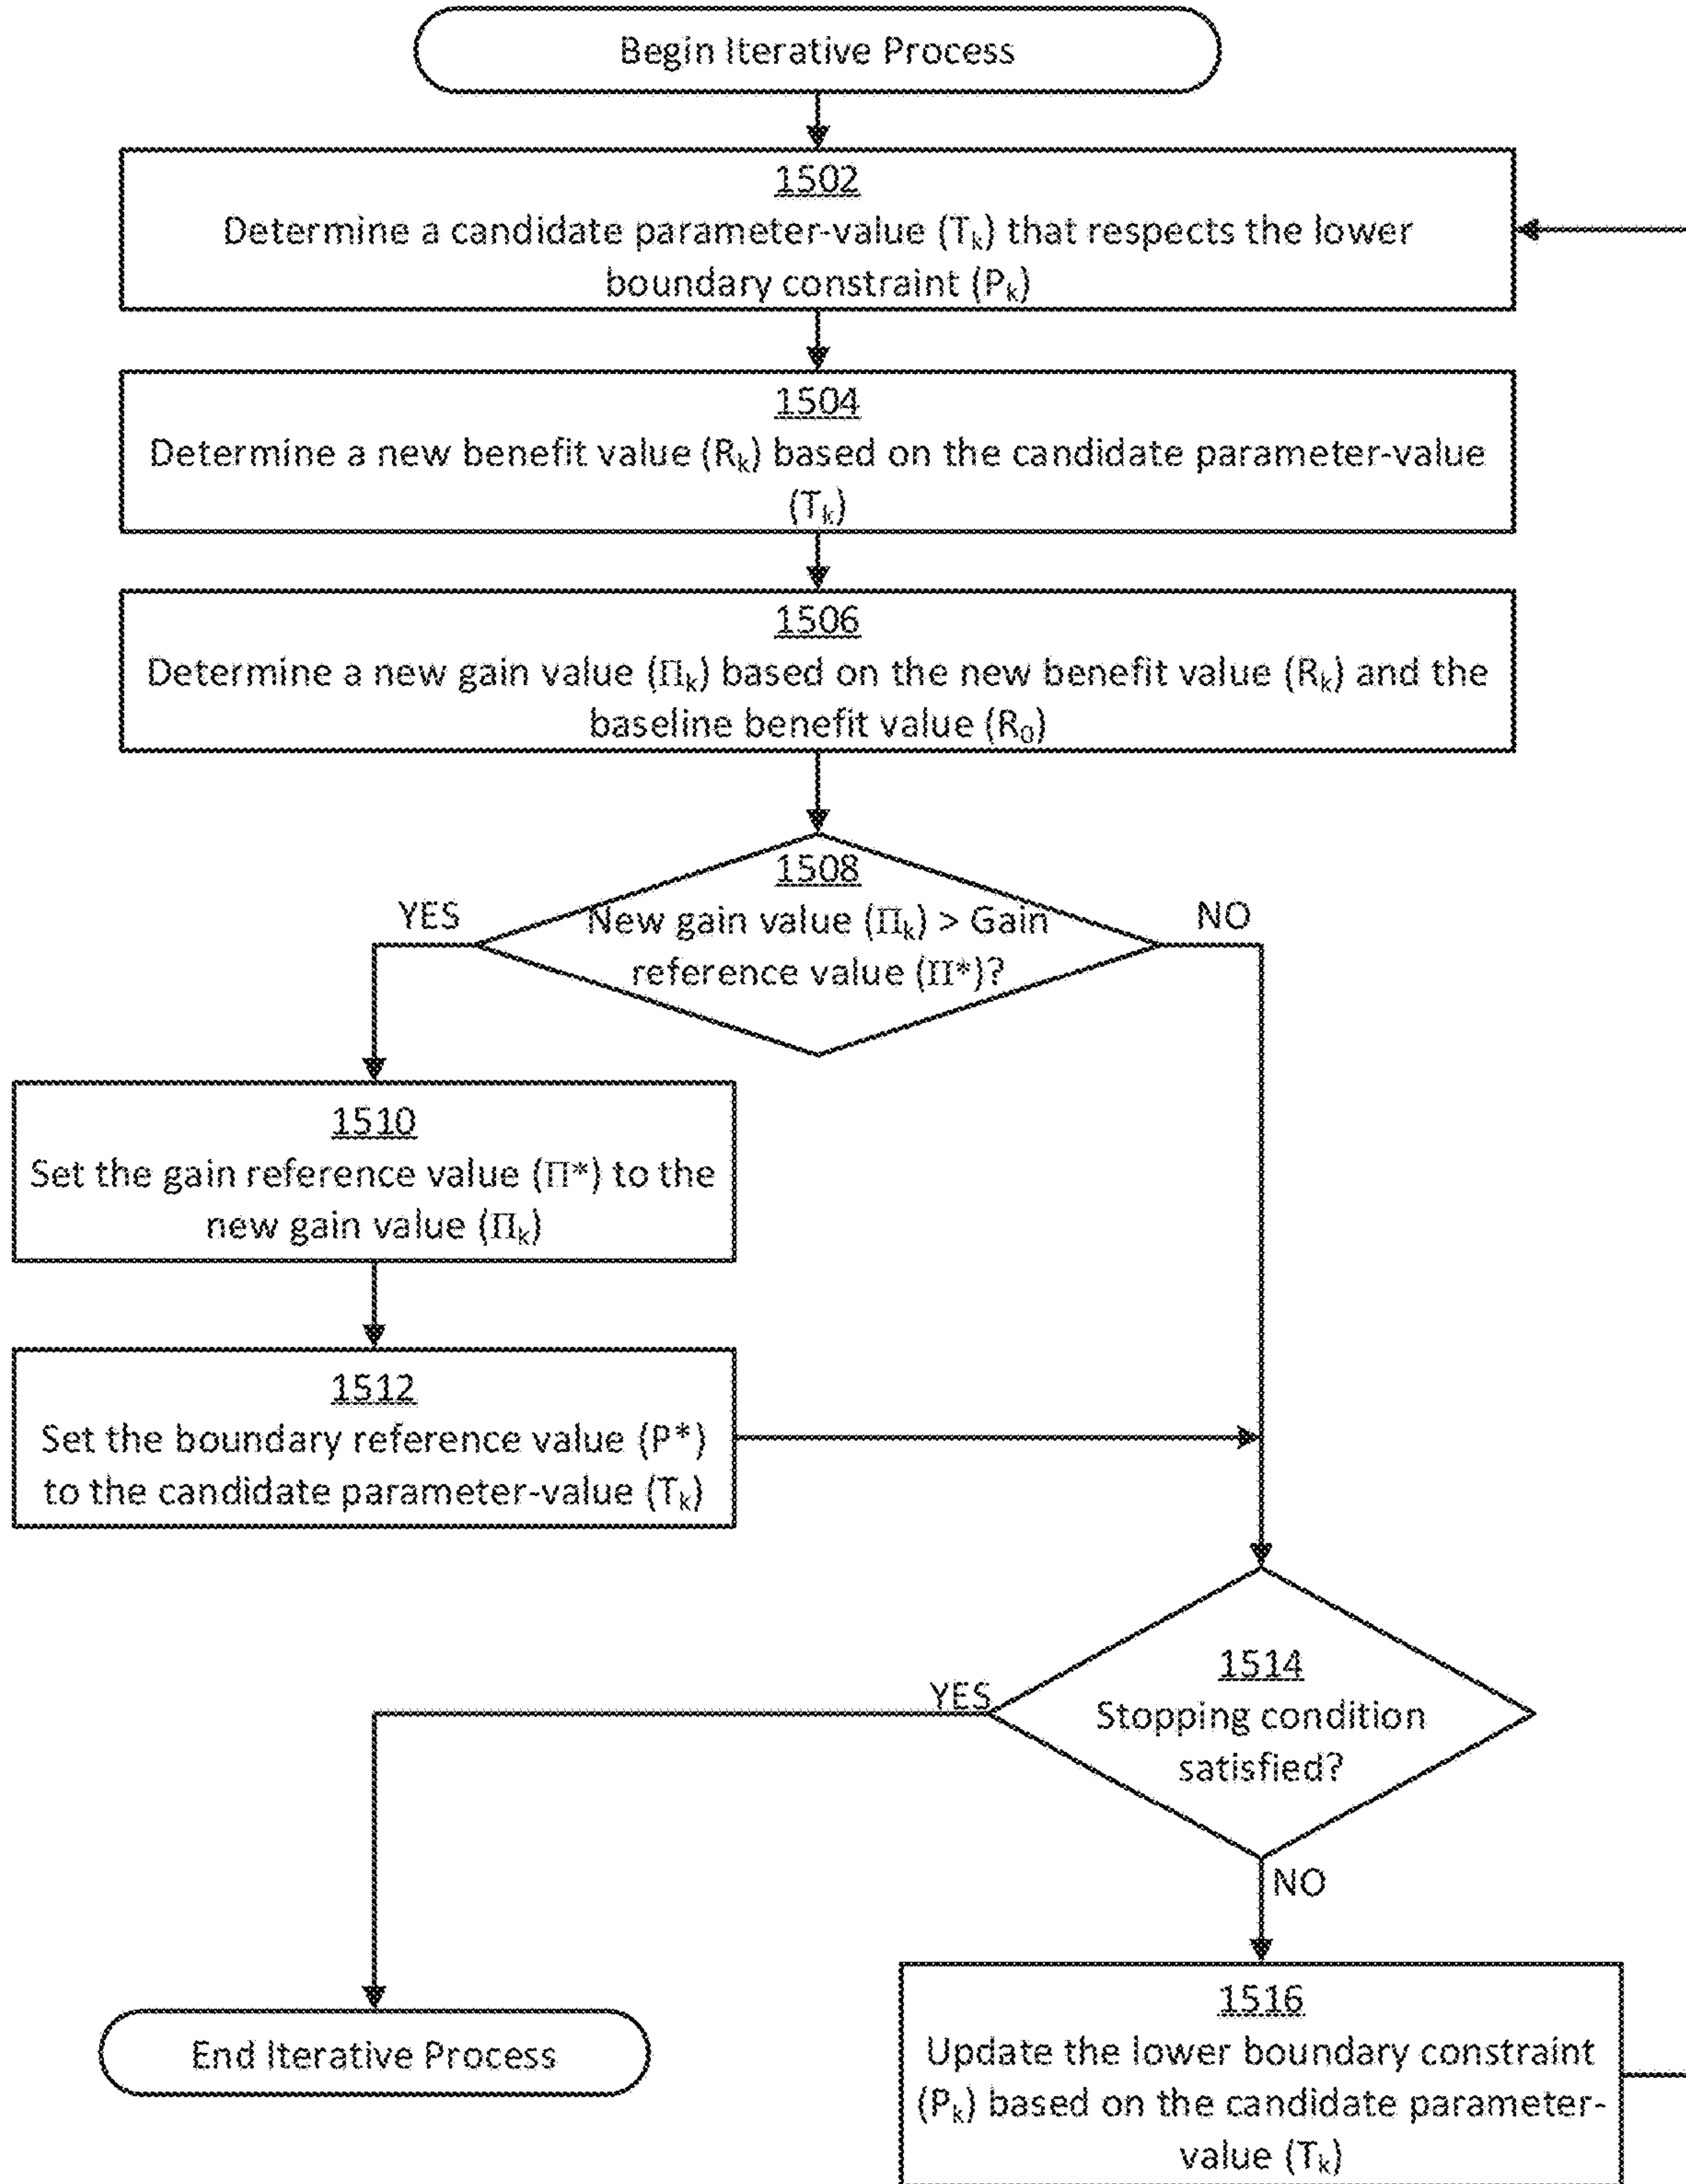 Begin Iterative Process
1502
Determine a candidate parameter-value (Tₖ) that respects the lower
boundary constraint (Pₖ)
1504
Determine a new benefit value (Rₖ) based on the candidate parameter-value
(Tₖ)
1506
Determine a new gain value (Πₖ) based on the new benefit value (Rₖ) and the
baseline benefit value (R₀)
1508
YES
New gain value (Πₖ) > Gain
NO
reference value (Π*)?
1510
Set the gain reference value (Π*) to the
new gain value (Πₖ)
1512
Set the boundary reference value (P*)
to the candidate parameter-value (Tₖ)
1514
YES
Stopping condition
satisfied?
NO
1516
End Iterative Process
Update the lower boundary constraint
(Pₖ) based on the candidate parameter-
value (Tₖ)